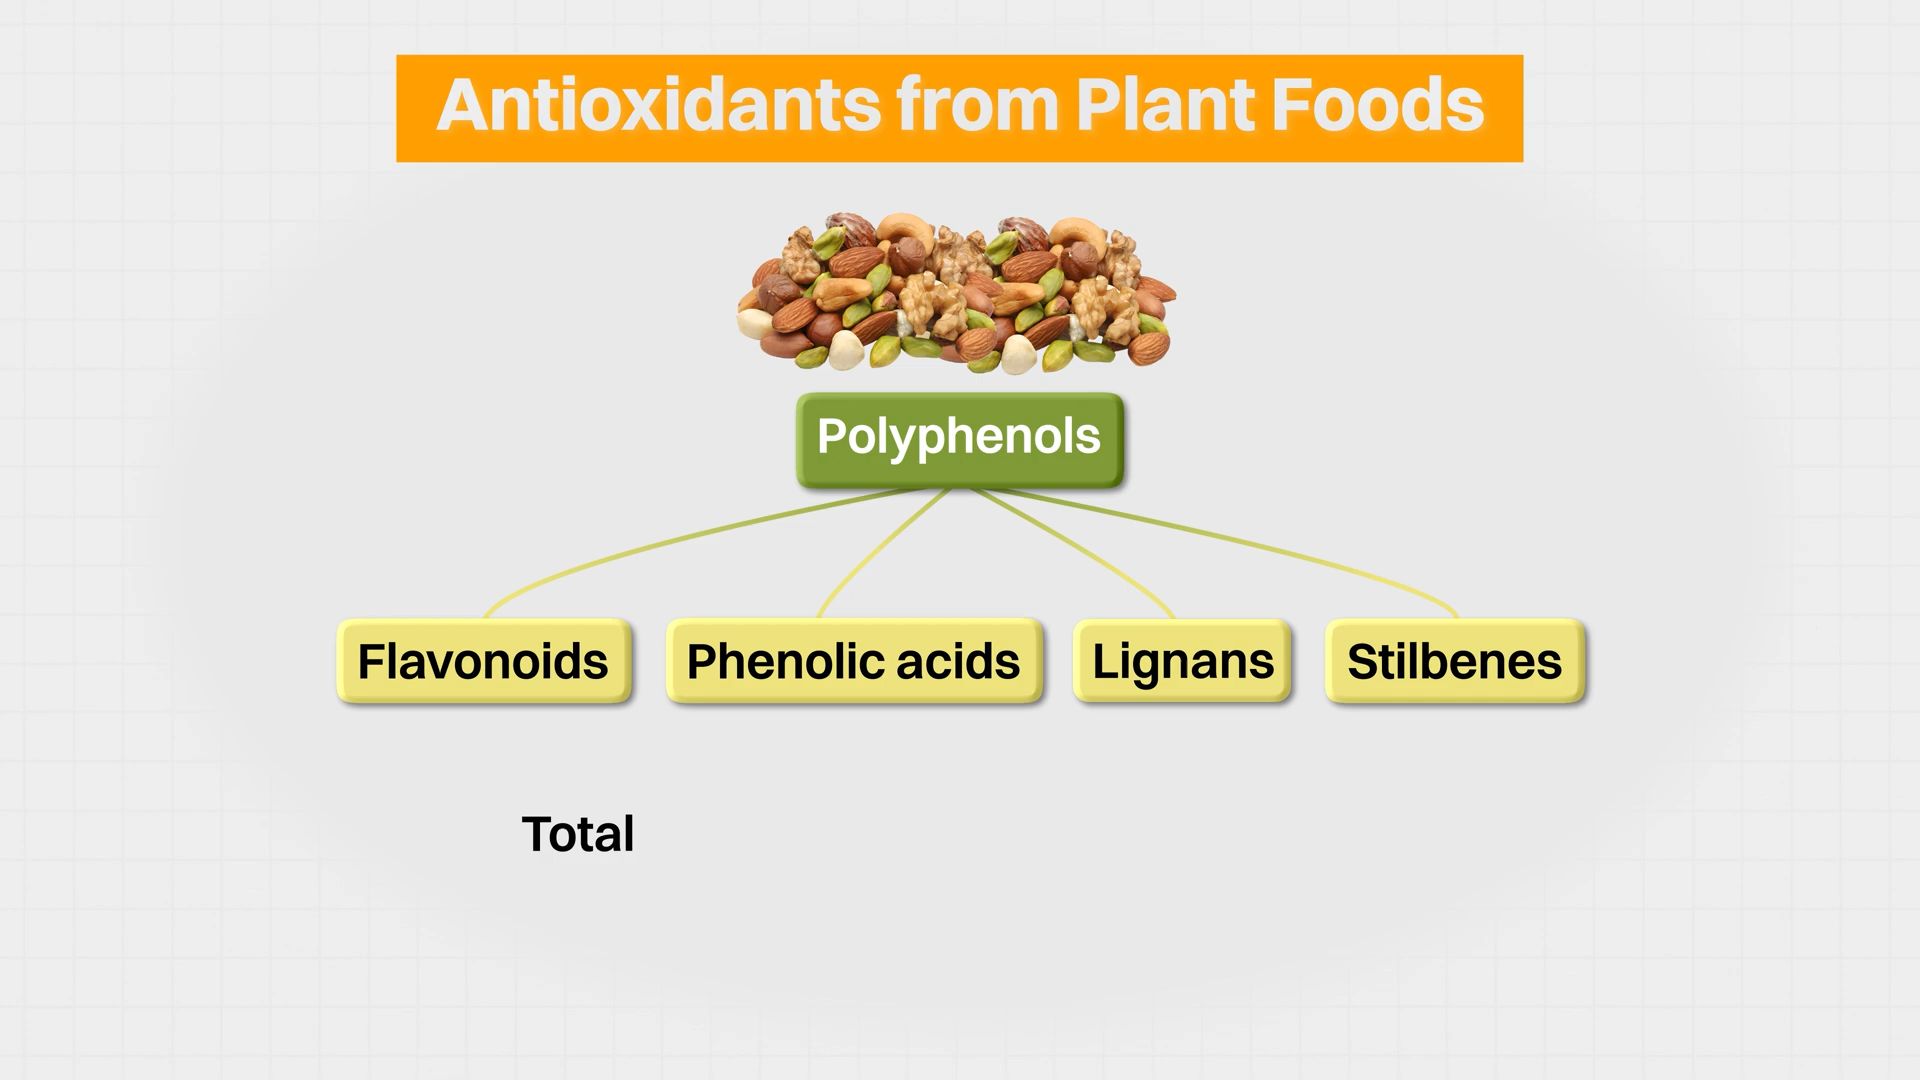 Antioxidants from Plant Foods
Polyphenols
Flavonoids
Phenolic acids
Lignans
Stilbenes
Total